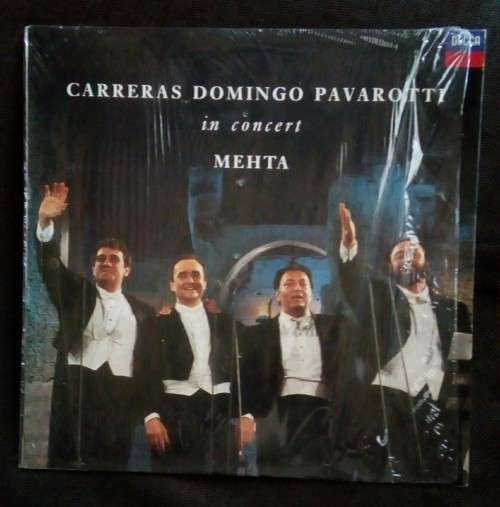 DECCA
CARRERAS DOMINGO PAVAROTTI
in concert
MEHTA